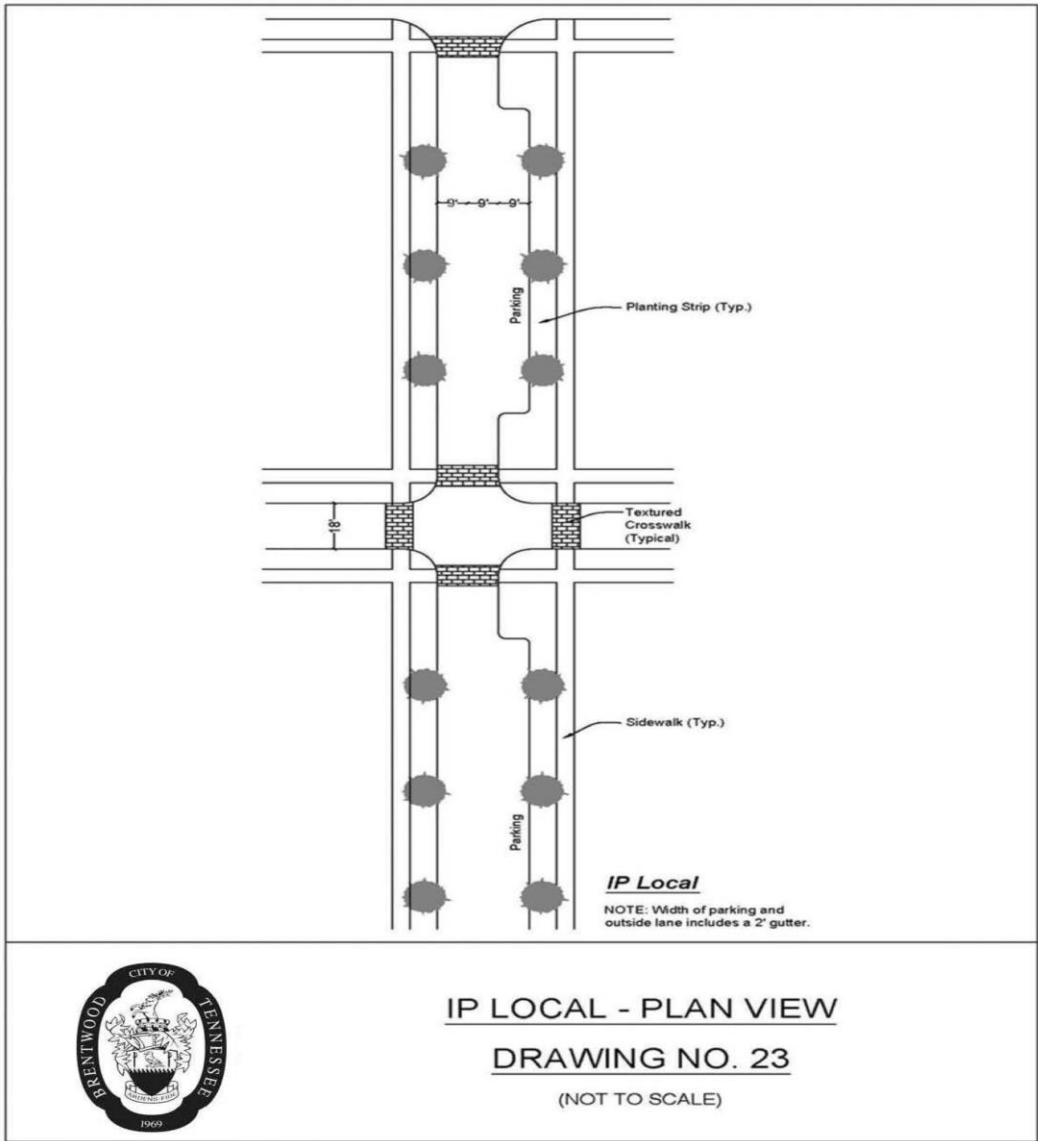 9' 9' 9'
Parking
Planting Strip (Typ.)
18'
Textured
Crosswalk
(Typical)
Sidewalk (Typ.)
Parking
IP Local
NOTE: Width of parking and
outside lane includes a 2' gutter.
CITY OF
BRENTWOOD
TENNESSEE
ARDENS FIDE
1969
IP LOCAL - PLAN VIEW
DRAWING NO. 23
(NOT TO SCALE)